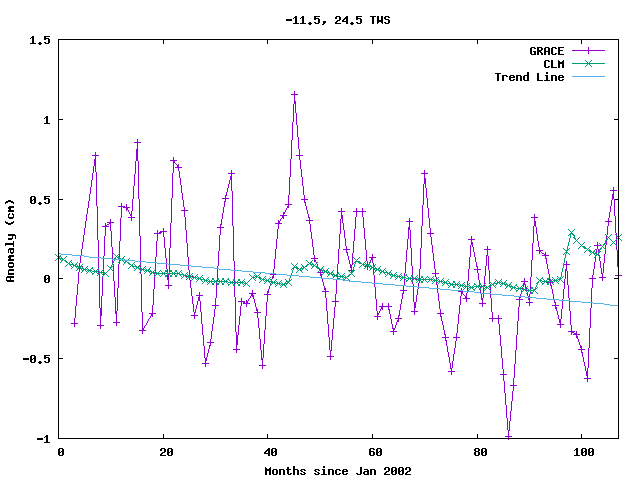 -11.5, 24.5 TWS
1.5
GRACE
CLM
Trend Line
1
0.5
Anomaly (cm)
0
-0.5
-1
0 20 40 60 80 100
Months since Jan 2002